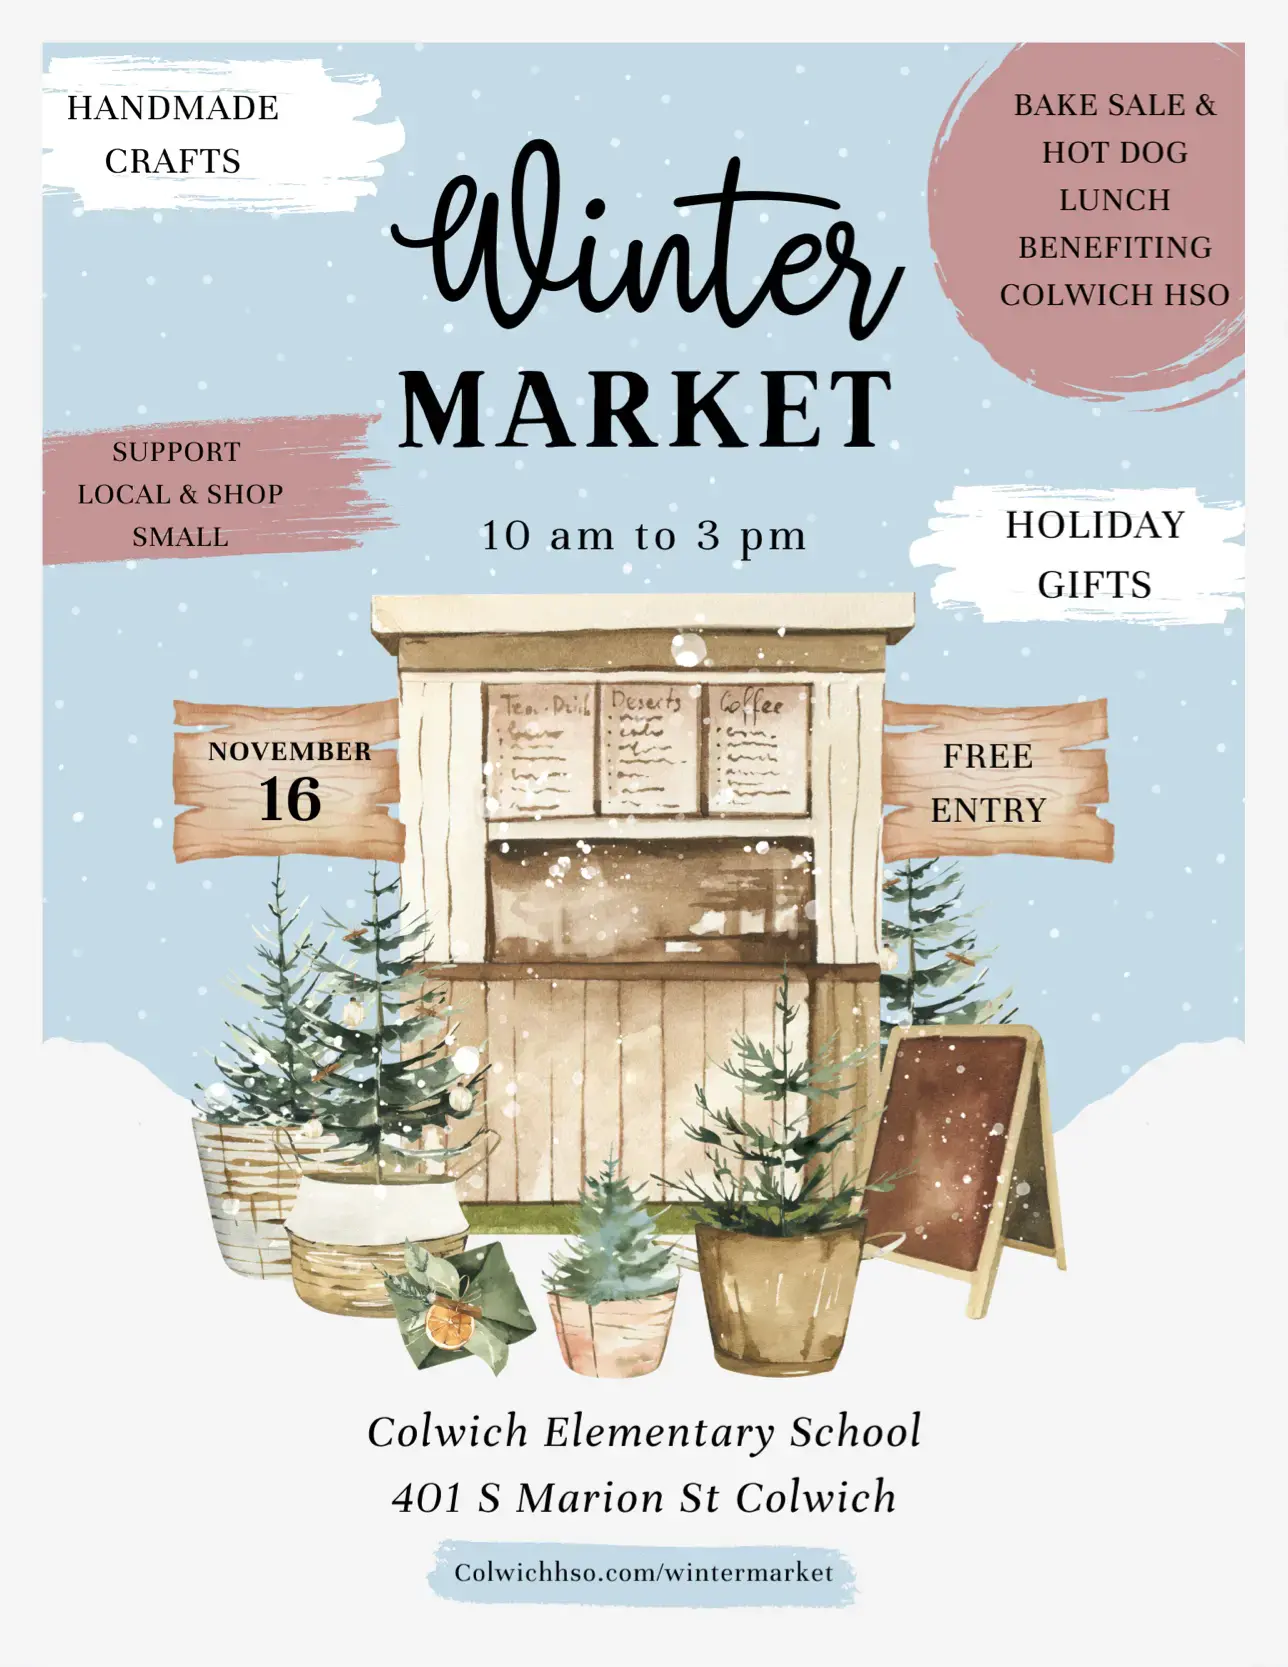 HANDMADE
CRAFTS
BAKE SALE &
HOT DOG
LUNCH
BENEFITING
COLWICH HSO
Winter
MARKET
SUPPORT
LOCAL & SHOP
SMALL
10 am to 3 pm
HOLIDAY
GIFTS
Deserts
Coffee
NOVEMBER
16
FREE
ENTRY
Colwich Elementary School
401 S Marion St Colwich
Colwichhso.com/wintermarket